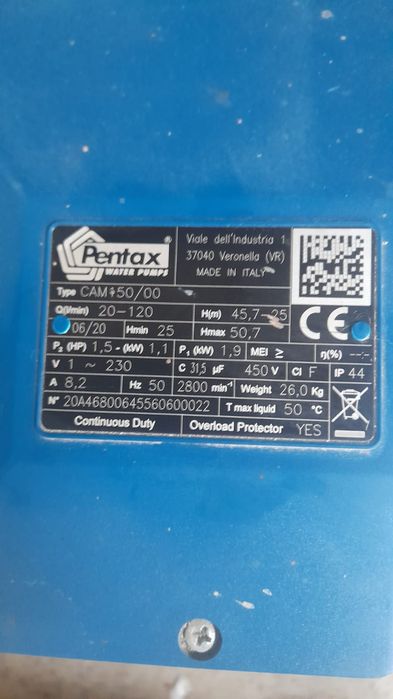 Pentax ®
WATER PUMPS
Viale dell'Industria 1
37040 Veronella (VR)
MADE IN ITALY
Type CAM150/00
Q(l/min) 20-120 H(m) 45,7-25
06/20 Hmin 25 Hmax 50,7
P₂ (HP) 1,5-(kW) 1,1 P₁ (kW) 1,9 MEI ≥ η(%) --.-
V 1 ~ 230 C 31,5 µF 450 V Cl F IP 44
A 8,2 Hz 50 2800 min⁻¹ Weight 26,0 Kg
N° 20A46800645560600022 T max liquid 50 °C
Continuous Duty Overload Protector YES
CE